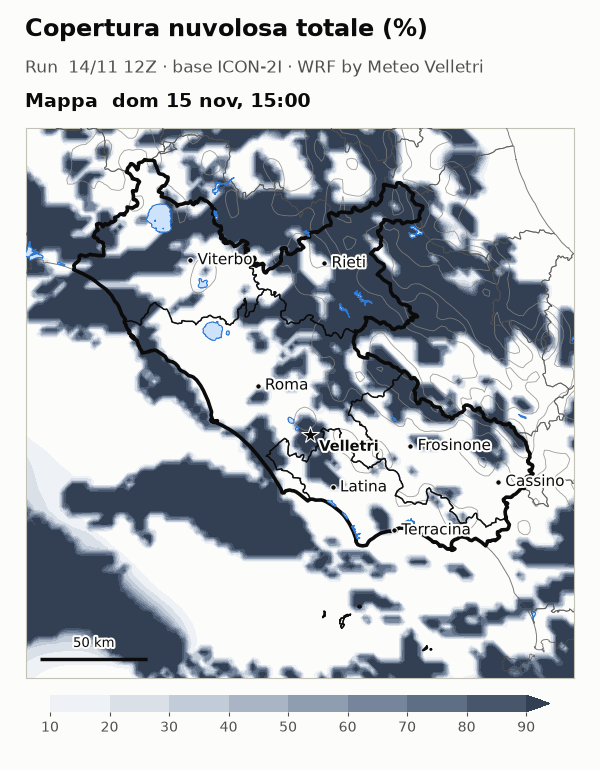 Copertura nuvolosa totale (%)
Run  14/11 12Z · base ICON-2I · WRF by Meteo Velletri
Mappa  dom 15 nov, 15:00
Viterbo
Rieti
Roma
Velletri
Frosinone
Cassino
Latina
Terracina
50 km
10 20 30 40 50 60 70 80 90